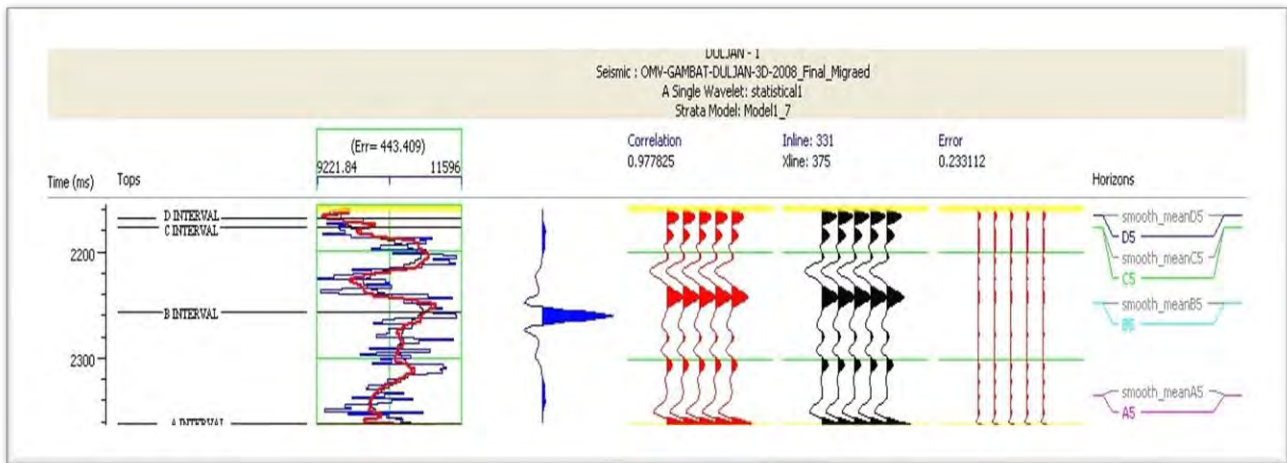 DULJAN - 1
Seismic : OMV-GAMBAT-DULJAN-3D-2008_Final_Migraed
A Single Wavelet: statistical1
Strata Model: Model1_7
(Err= 443.409)
9221.84 11596
Correlation
0.977825
Inline: 331
Xline: 375
Error
0.233112
Time (ms) Tops Horizons
D INTERVAL
C INTERVAL
B INTERVAL
A INTERVAL
2200
2300
smooth_meanD5
D5
smooth_meanC5
C5
smooth_meanB5
smooth_meanA5
A5